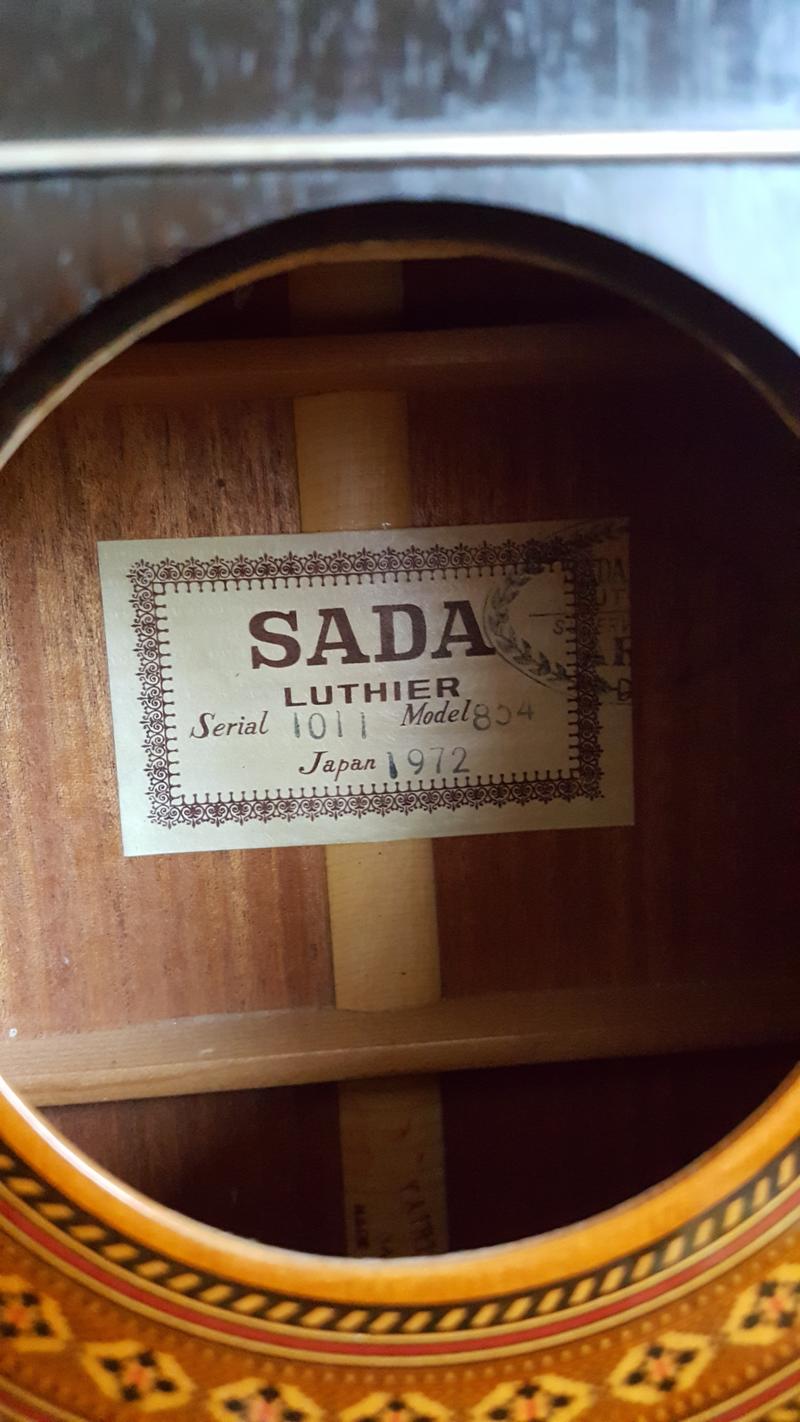 SADA
LUTHIER
Serial 1011 Model 854
Japan 1972